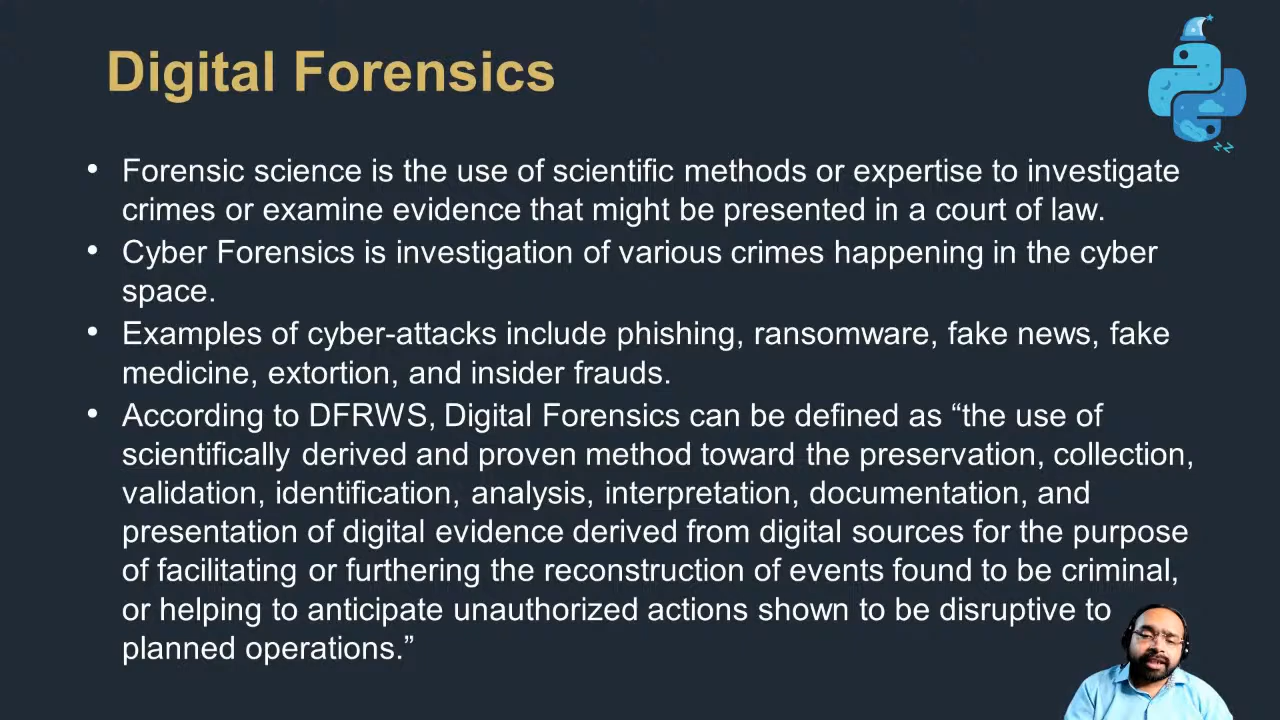 Digital Forensics
• Forensic science is the use of scientific methods or expertise to investigate
crimes or examine evidence that might be presented in a court of law.
• Cyber Forensics is investigation of various crimes happening in the cyber
space.
• Examples of cyber-attacks include phishing, ransomware, fake news, fake
medicine, extortion, and insider frauds.
• According to DFRWS, Digital Forensics can be defined as “the use of
scientifically derived and proven method toward the preservation, collection,
validation, identification, analysis, interpretation, documentation, and
presentation of digital evidence derived from digital sources for the purpose
of facilitating or furthering the reconstruction of events found to be criminal,
or helping to anticipate unauthorized actions shown to be disruptive to
planned operations.”
zz